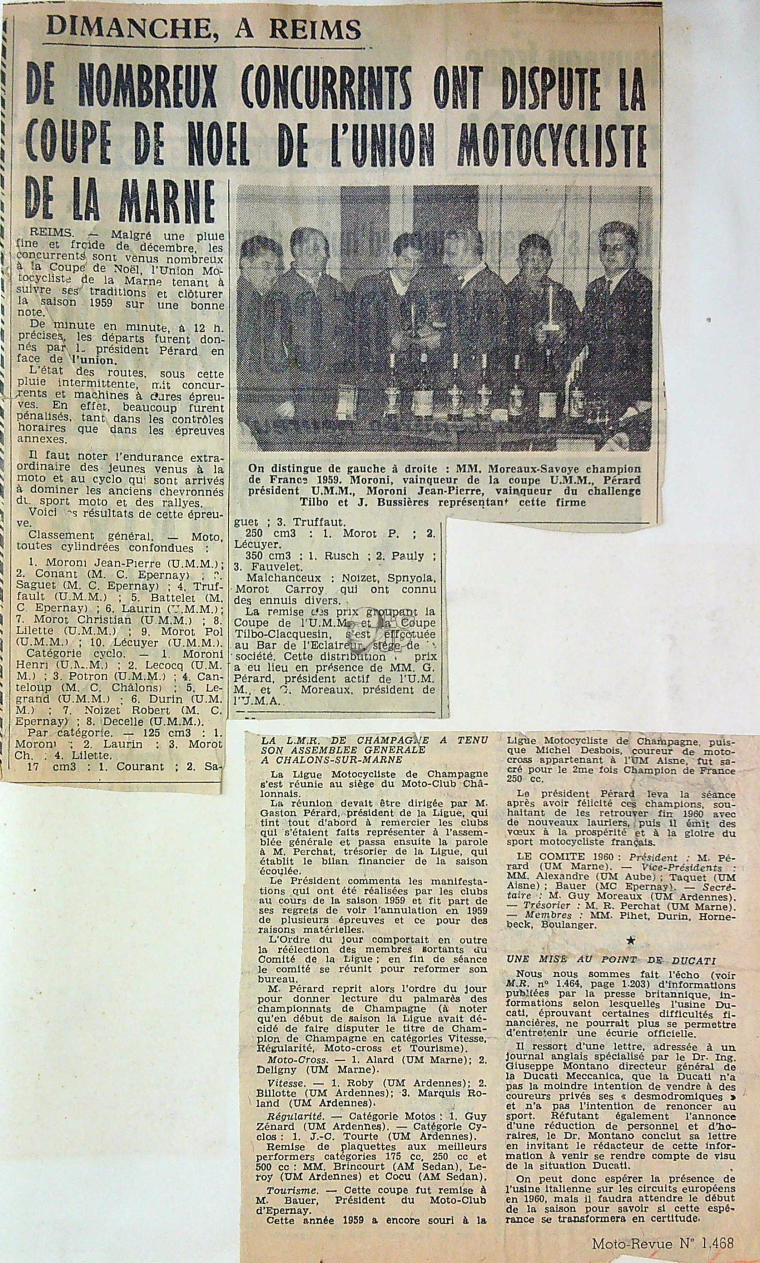 DIMANCHE, A REIMS
DE NOMBREUX CONCURRENTS ONT DISPUTE LA
COUPE DE NOEL DE L'UNION MOTOCYCLISTE
DE LA MARNE
REIMS. — Malgré une pluie
fine et froide de décembre, les
concurrents sont venus nombreux
à la Coupe de Noël, l'Union Mo-
tocycliste de la Marne tenant à
suivre ses traditions et clôturer
la saison 1959 sur une bonne
note.
De minute en minute, à 12 h.
précises, les départs furent don-
nés par l président Pérard en
face de l'union.
L'état des routes, sous cette
pluie intermittente, mit concur-
rents et machines à dures épreu-
ves. En effet, beaucoup furent
pénalisés, tant dans les contrôles
horaires que dans les épreuves
annexes.
Il faut noter l'endurance extra-
ordinaire des jeunes venus à la
moto et au cyclo qui sont arrivés
à dominer les anciens chevronnés
du sport moto et des rallyes.
Voici es résultats de cette épreu-
ve.
Classement général. — Moto,
toutes cylindrées confondues :
1. Moroni Jean-Pierre (U.M.M.) ;
2. Conant (M. C. Epernay) ;
Saguet (M. C. Epernay) ; 4. Truf-
fault (U.M.M.) ; 5. Battelet (M.
C. Epernay) ; 6. Laurin (U.M.M.) ;
7. Morot Christian (U.M.M.) ; 8.
Lilette (U.M.M.) ; 9. Morot Pol
(U.M.M.) ; 10. Lécuyer (U.M.M.).
Catégorie cyclo. — 1. Moroni
Henri (U.M.M.) ; 2. Lecocq (U.M.
M.) ; 3. Potron (U.M.M.) ; 4. Can-
teloup (M. C. Châlons) ; 5. Le-
grand (U.M.M.) ; 6. Durin (U.M.
M.) ; 7. Noizet Robert (M. C.
Epernay) ; 8. Decelle (U.M.M.).
Par catégorie. — 125 cm3 : 1.
Moroni ; 2. Laurin ; 3. Morot
Ch. ; 4. Lilette.
17 cm3 : 1. Courant ; 2. Sa-
On distingue de gauche à droite : MM. Moreaux-Savoye champion
de France 1959. Moroni, vainqueur de la coupe U.M.M., Pérard
président U.M.M., Moroni Jean-Pierre, vainqueur du challenge
Tilbo et J. Bussières représentant cette firme
guet ; 3. Truffaut.
250 cm3 : 1. Morot P. ; 2.
Lécuyer.
350 cm3 : 1. Rusch ; 2. Pauly ;
3. Fauvelet.
Malchanceux : Noizet, Spnyola,
Morot Carroy qui ont connu
des ennuis divers.
La remise des prix groupant la
Coupe de l'U.M.M. et la Coupe
Tilbo-Clacquesin, est effectuée
au Bar de l'Eclaire siège de
société. Cette distribution prix
a eu lieu en présence de MM. G.
Pérard, président actif de l'U.M.
M., et G. Moreaux, président de
l'U.M.A.
LA L.M.R. DE CHAMPAGNE A TENU
SON ASSEMBLEE GENERALE
A CHALONS-SUR-MARNE
La Ligue Motocycliste de Champagne
s'est réunie au siège du Moto-Club Châ-
lonnais.
La réunion devait être dirigée par M.
Gaston Pérard, président de la Ligue, qui
tint tout d'abord à remercier les clubs
qui s'étaient faits représenter à l'assem-
blée générale et passa ensuite la parole
à M. Perchat, trésorier de la Ligue, qui
établit le bilan financier de la saison
écoulée.
Le Président commenta les manifesta-
tions qui ont été réalisées par les clubs
au cours de la saison 1959 et fit part de
ses regrets de voir l'annulation en 1959
de plusieurs épreuves et ce pour des
raisons matérielles.
L'Ordre du jour comportait en outre
la réélection des membres sortants du
Comité de la Ligue ; en fin de séance
le comité se réunit pour reformer son
bureau.
M. Pérard reprit alors l'ordre du jour
pour donner lecture du palmarès des
championnats de Champagne (à noter
qu'en début de saison la Ligue avait dé-
cidé de faire disputer le titre de Cham-
pion de Champagne en catégories Vitesse,
Régularité, Moto-cross et Tourisme).
Moto-Cross. — 1. Alard (UM Marne); 2.
Deligny (UM Marne).
Vitesse. — 1. Roby (UM Ardennes); 2.
Billotte (UM Ardennes); 3. Marquis Ro-
land (UM Ardennes).
Régularité. — Catégorie Motos : 1. Guy
Zénard (UM Ardennes). — Catégorie Cy-
clos : 1. J.-C. Tourte (UM Ardennes).
Remise de plaquettes aux meilleurs
performers catégories 175 cc, 250 cc et
500 cc : MM. Brincourt (AM Sedan), Le-
roy (UM Ardennes) et Cocu (AM Sedan).
Tourisme. — Cette coupe fut remise à
M. Bauer, Président du Moto-Club
d'Epernay.
Cette année 1959 a encore souri à la
Ligue Motocycliste de Champagne, puis-
que Michel Desbois, coureur de moto-
cross appartenant à l'UM Aisne, fut sa-
cré pour le 2me fois Champion de France
250 cc.
Le président Pérard leva la séance
après avoir félicité ces champions, sou-
haitant de les retrouver fin 1960 avec
de nouveaux lauriers, puis il émit des
vœux à la prospérité et à la gloire du
sport motocycliste français.
LE COMITE 1960 : Président : M. Pé-
rard (UM Marne). — Vice-Présidents :
MM. Alexandre (UM Aube) ; Taquet (UM
Aisne) ; Bauer (MC Epernay). — Secré-
taire : M. Guy Moreaux (UM Ardennes).
— Trésorier : M. R. Perchat (UM Marne).
— Membres : MM. Pihet, Durin, Horne-
beck, Boulanger.
★
UNE MISE AU POINT DE DUCATI
Nous nous sommes fait l'écho (voir
M.R. n° 1.464, page 1.203) d'informations
publiées par la presse britannique, in-
formations selon lesquelles l'usine Du-
cati, éprouvant certaines difficultés fi-
nancières, ne pourrait plus se permettre
d'entretenir une écurie officielle.
Il ressort d'une lettre, adressée à un
journal anglais spécialisé par le Dr. Ing.
Giuseppe Montano directeur général de
la Ducati Meccanica, que la Ducati n'a
pas la moindre intention de vendre à des
coureurs privés ses « desmodromiques »
et n'a pas l'intention de renoncer au
sport. Réfutant également l'annonce
d'une réduction de personnel et d'ho-
raires, le Dr. Montano conclut sa lettre
en invitant le rédacteur de cette infor-
mation à venir se rendre compte de visu
de la situation Ducati.
On peut donc espérer la présence de
l'usine italienne sur les circuits européens
en 1960, mais il faudra attendre le début
de la saison pour savoir si cette espé-
rance se transformera en certitude.
Moto-Revue N° 1.468